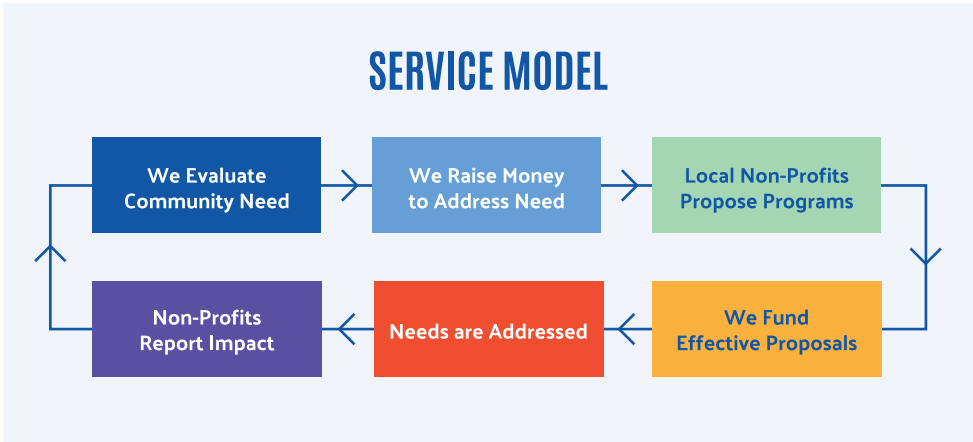 SERVICE MODEL
We Evaluate
Community Need
We Raise Money
to Address Need
Local Non-Profits
Propose Programs
We Fund
Effective Proposals
Needs are Addressed
Non-Profits
Report Impact